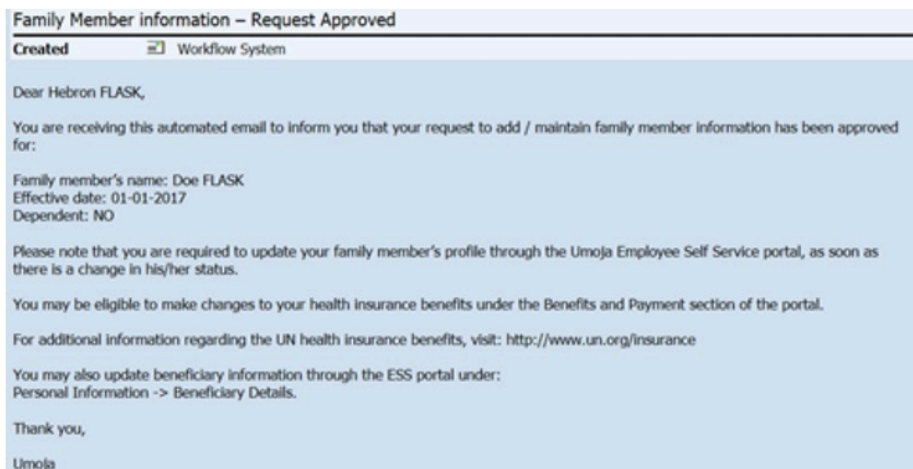 Family Member information – Request Approved
Created Workflow System
Dear Hebron FLASK,
You are receiving this automated email to inform you that your request to add / maintain family member information has been approved
for:
Family member's name: Doe FLASK
Effective date: 01-01-2017
Dependent: NO
Please note that you are required to update your family member's profile through the Umoja Employee Self Service portal, as soon as
there is a change in his/her status.
You may be eligible to make changes to your health insurance benefits under the Benefits and Payment section of the portal.
For additional information regarding the UN health insurance benefits, visit: http://www.un.org/insurance
You may also update beneficiary information through the ESS portal under:
Personal Information -> Beneficiary Details.
Thank you,
Umoja